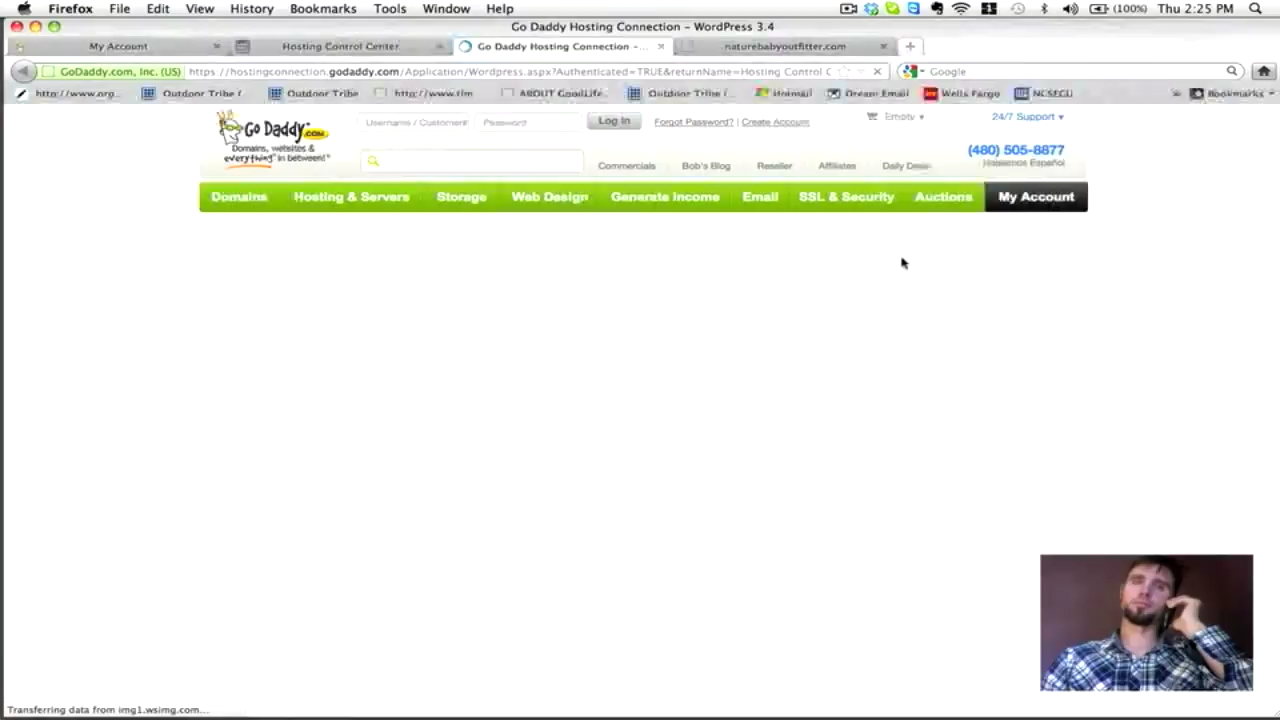 Firefox File Edit View History Bookmarks Tools Window Help (100%) Thu 2:25 PM
Go Daddy Hosting Connection – WordPress 3.4
My Account Hosting Control Center Go Daddy Hosting Connection –... naturebabyoutfitter.com
GoDaddy.com, Inc. (US) https://hostingconnection.godaddy.com/Application/Wordpress.aspx?Authenticated=TRUE&returnName=Hosting Control C Google
http://www.org... Outdoor Tribe Outdoor Tribe http://www.tim ABOUT GoodLife... Outdoor Tribe Hotmail Dream Email Wells Fargo NCSECU Bookmarks
Go Daddy.com Username / Customer# Password Log In Forgot Password? | Create Account Empty 24/7 Support
Domains, websites &
everything* in between!
(480) 505-8877
Hablamos Español
Commercials Bob's Blog Reseller Affiliates Daily Deals
Domains Hosting & Servers Storage Web Design Generate Income Email SSL & Security Auctions My Account
Transferring data from img1.wsimg.com...